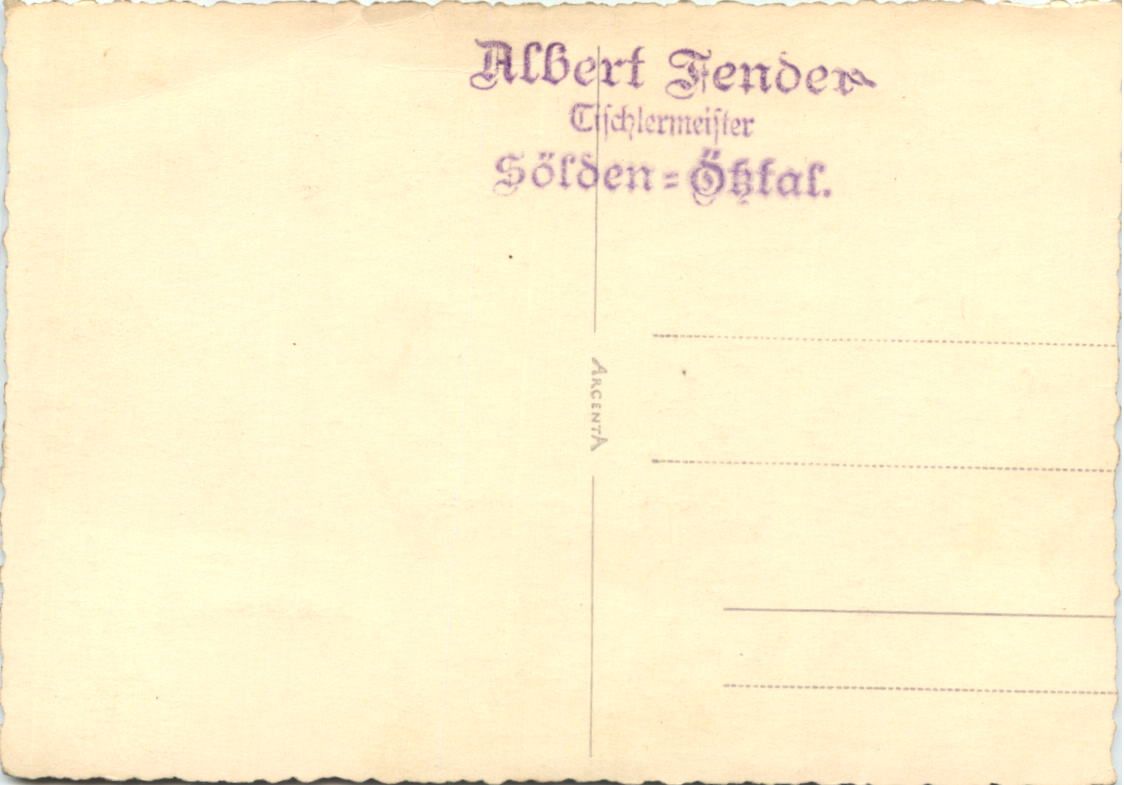 Albert Fender
Tischlermeister
Sölden=Ötztal.
ARGENTA